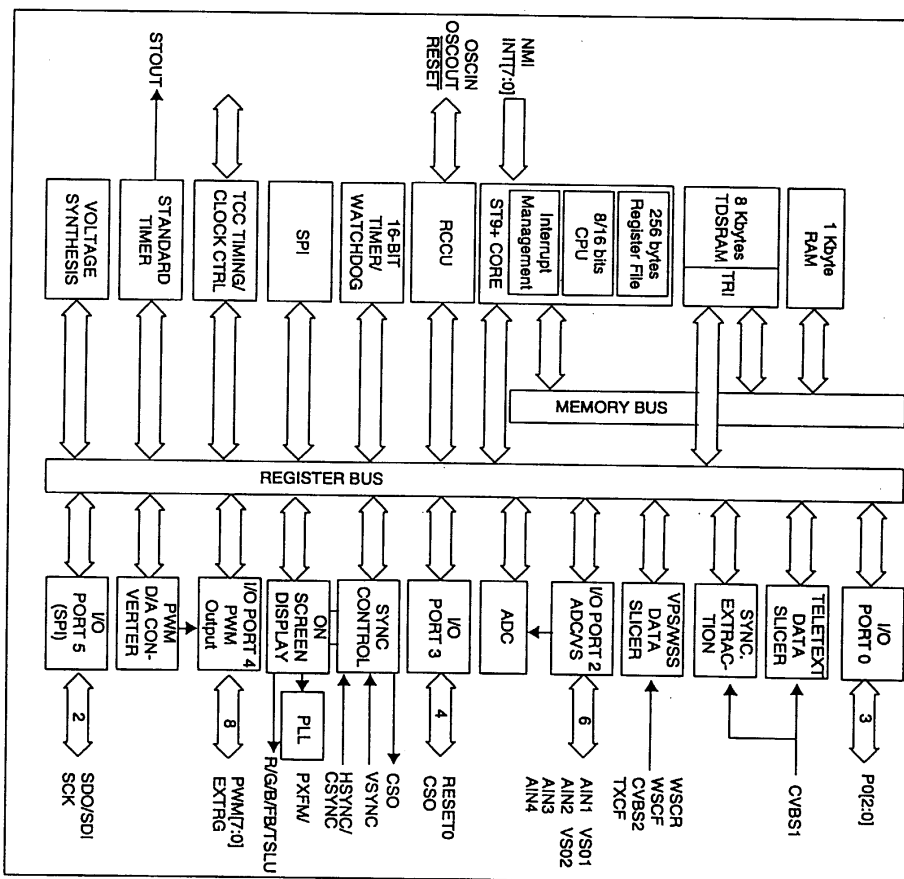 P0[2:0]
CVBS1
WSCR
WSCF
CVBS2
TXCF
AIN1 VS01
AIN2 VS02
AIN3
AIN4
RESET0
CSO
CSO
VSYNC
HSYNC/
CSYNC
PXFM/
R/G/B/FB/TSLU
PWM[7:0]
EXTRG
SDO/SDI
SCK
3
6
4
8
2
PLL
I/O
PORT 0
TELETEXT
DATA
SLICER
SYNC.
EXTRAC-
TION
VPS/WSS
DATA
SLICER
I/O PORT 2
ADC/VS
ADC
I/O
PORT 3
SYNC
CONTROL
ON
SCREEN
DISPLAY
I/O PORT 4
PWM
Output
PWM
D/A CON-
VERTER
I/O
PORT 5
(SPI)
REGISTER BUS
MEMORY BUS
1 Kbyte
RAM
8 Kbytes
TDSRAM
TRI
256 bytes
Register File
8/16 bits
CPU
Interrupt
Management
ST9+ CORE
RCCU
16-BIT
TIMER/
WATCHDOG
SPI
TCC TIMING/
CLOCK CTRL
STANDARD
TIMER
VOLTAGE
SYNTHESIS
NMI
INT[7:0]
OSCIN
OSCOUT
RESET
STOUT